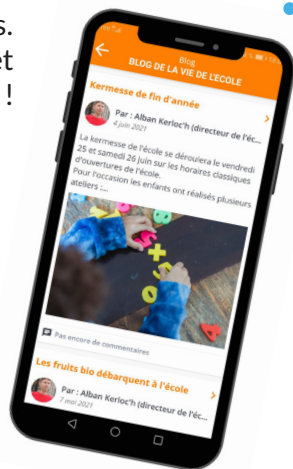 s.
et
!
Blog
BLOG DE LA VIE DE L'ECOLE
Kermesse de fin d'année
Par : Alban Kerloc'h (directeur de l'éc...
4 juin 2021
La kermesse de l'école se déroulera le vendredi
25 et samedi 26 juin sur les horaires classiques
d'ouvertures de l'école.
Pour l'occasion les enfants ont réalisés plusieurs
ateliers :...
Pas encore de commentaires
Les fruits bio débarquent à l'école
Par : Alban Kerloc'h (directeur de l'éc...
7 mai 2021